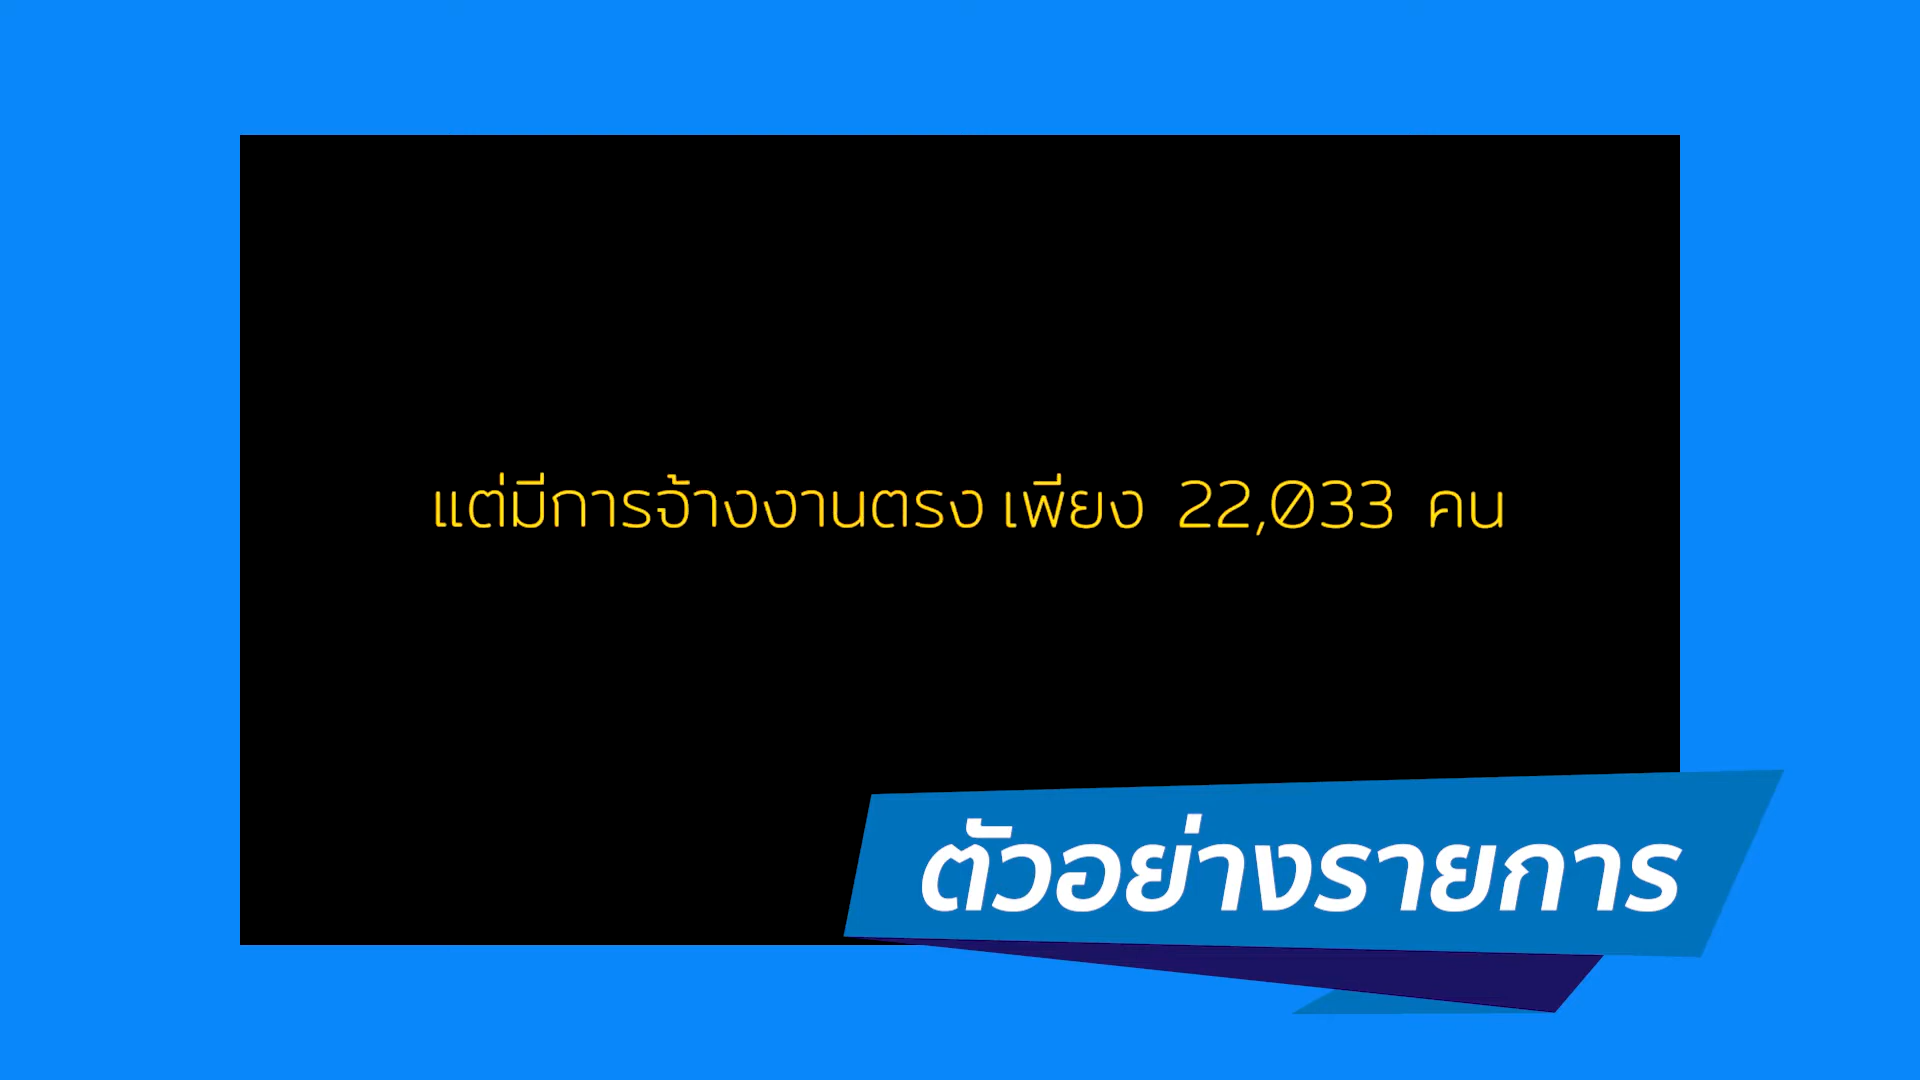 แต่มีการจ้างงานตรง เพียง 22,033 คน
ตัวอย่างรายการ